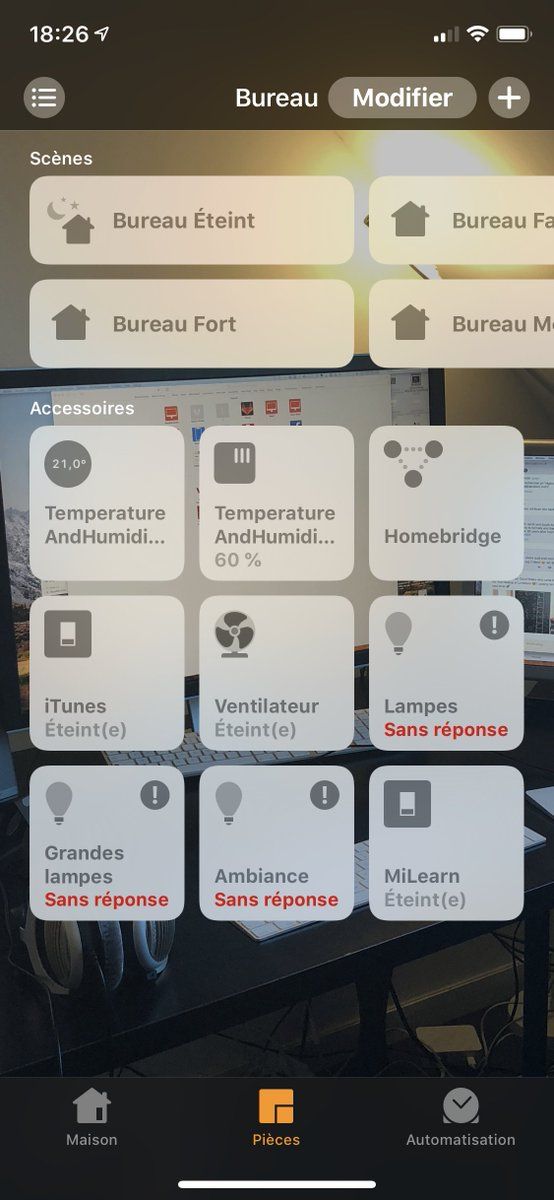 18:26
Bureau
Modifier
Scènes
Bureau Éteint
Bureau Fa
Bureau Fort
Bureau M
Accessoires
21,0°
Temperature
AndHumidi...
Temperature
AndHumidi...
60 %
Homebridge
iTunes
Éteint(e)
Ventilateur
Éteint(e)
Lampes
Sans réponse
Grandes
lampes
Sans réponse
Ambiance
Sans réponse
MiLearn
Éteint(e)
Maison
Pièces
Automatisation